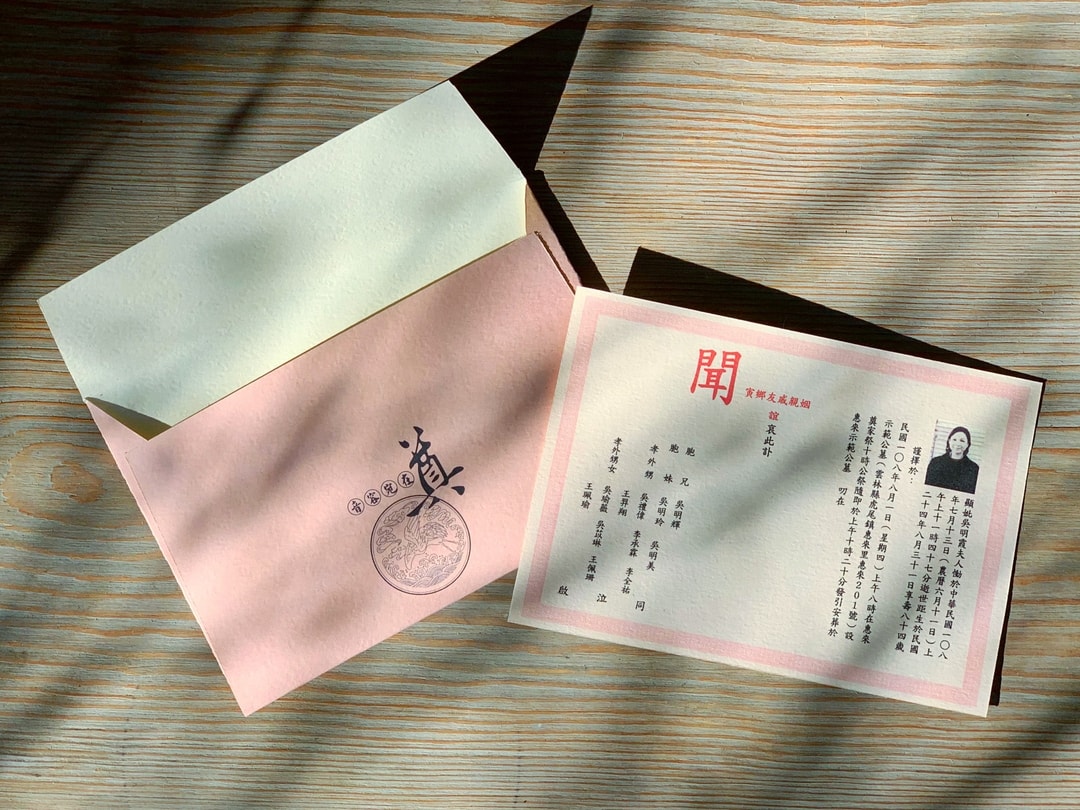 奠
音容宛在
顯妣吳明霞夫人慟於中華民國一〇八
年七月十三日（農曆六月十一日）上
午十一時四十七分逝世距生於民國
二十四年八月三十一日享壽八十四歲
謹擇於：
民國一〇八年八月一日（星期四）上午八時在惠來
示範公墓（雲林縣虎尾鎮惠來里惠來201號）設
奠家祭十時公祭隨即於上午十時二十分發引安葬於
惠來示範公墓 叨在
姻親戚友鄉寅
誼哀此訃
聞
胞兄 吳明輝
胞妹 吳明玲 吳明美
孝外甥 吳禮偉 李承霖 李全祐
王昇翔
孝外甥女 吳瑜薇 吳苡琳 王佩珊
王珮瑜
同泣啟